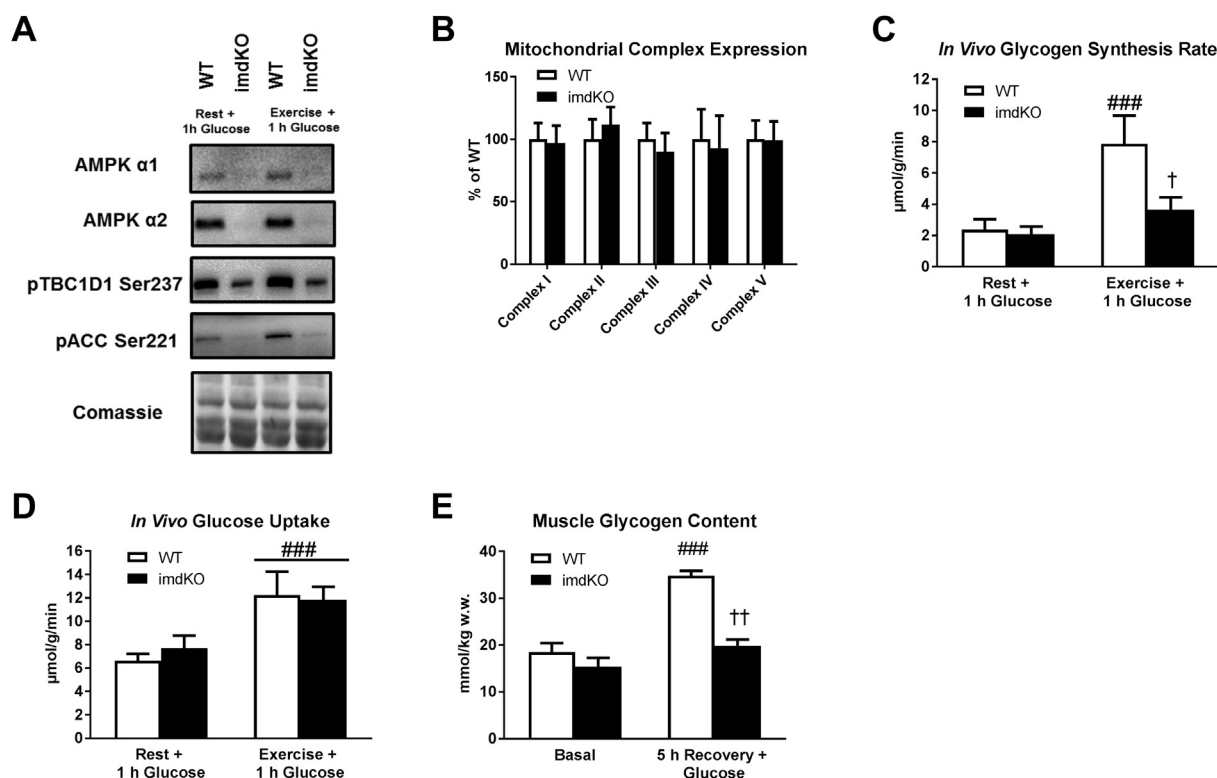 A
WT
imdKO
WT
imdKO
Rest +
1h Glucose
Exercise +
1 h Glucose
AMPK α1
AMPK α2
pTBC1D1 Ser237
pACC Ser221
Comassie
B
Mitochondrial Complex Expression
WT
imdKO
% of WT
150
100
50
0
Complex I
Complex II
Complex III
Complex IV
Complex V
C
In Vivo Glycogen Synthesis Rate
WT
imdKO
###
†
µmol/g/min
12
10
8
6
4
2
0
Rest +
1 h Glucose
Exercise +
1 h Glucose
D
In Vivo Glucose Uptake
WT
imdKO
###
µmol/g/min
16
14
12
10
8
6
4
2
0
Rest +
1 h Glucose
Exercise +
1 h Glucose
E
Muscle Glycogen Content
WT
imdKO
###
††
mmol/kg w.w.
40
30
20
10
0
Basal
5 h Recovery +
Glucose